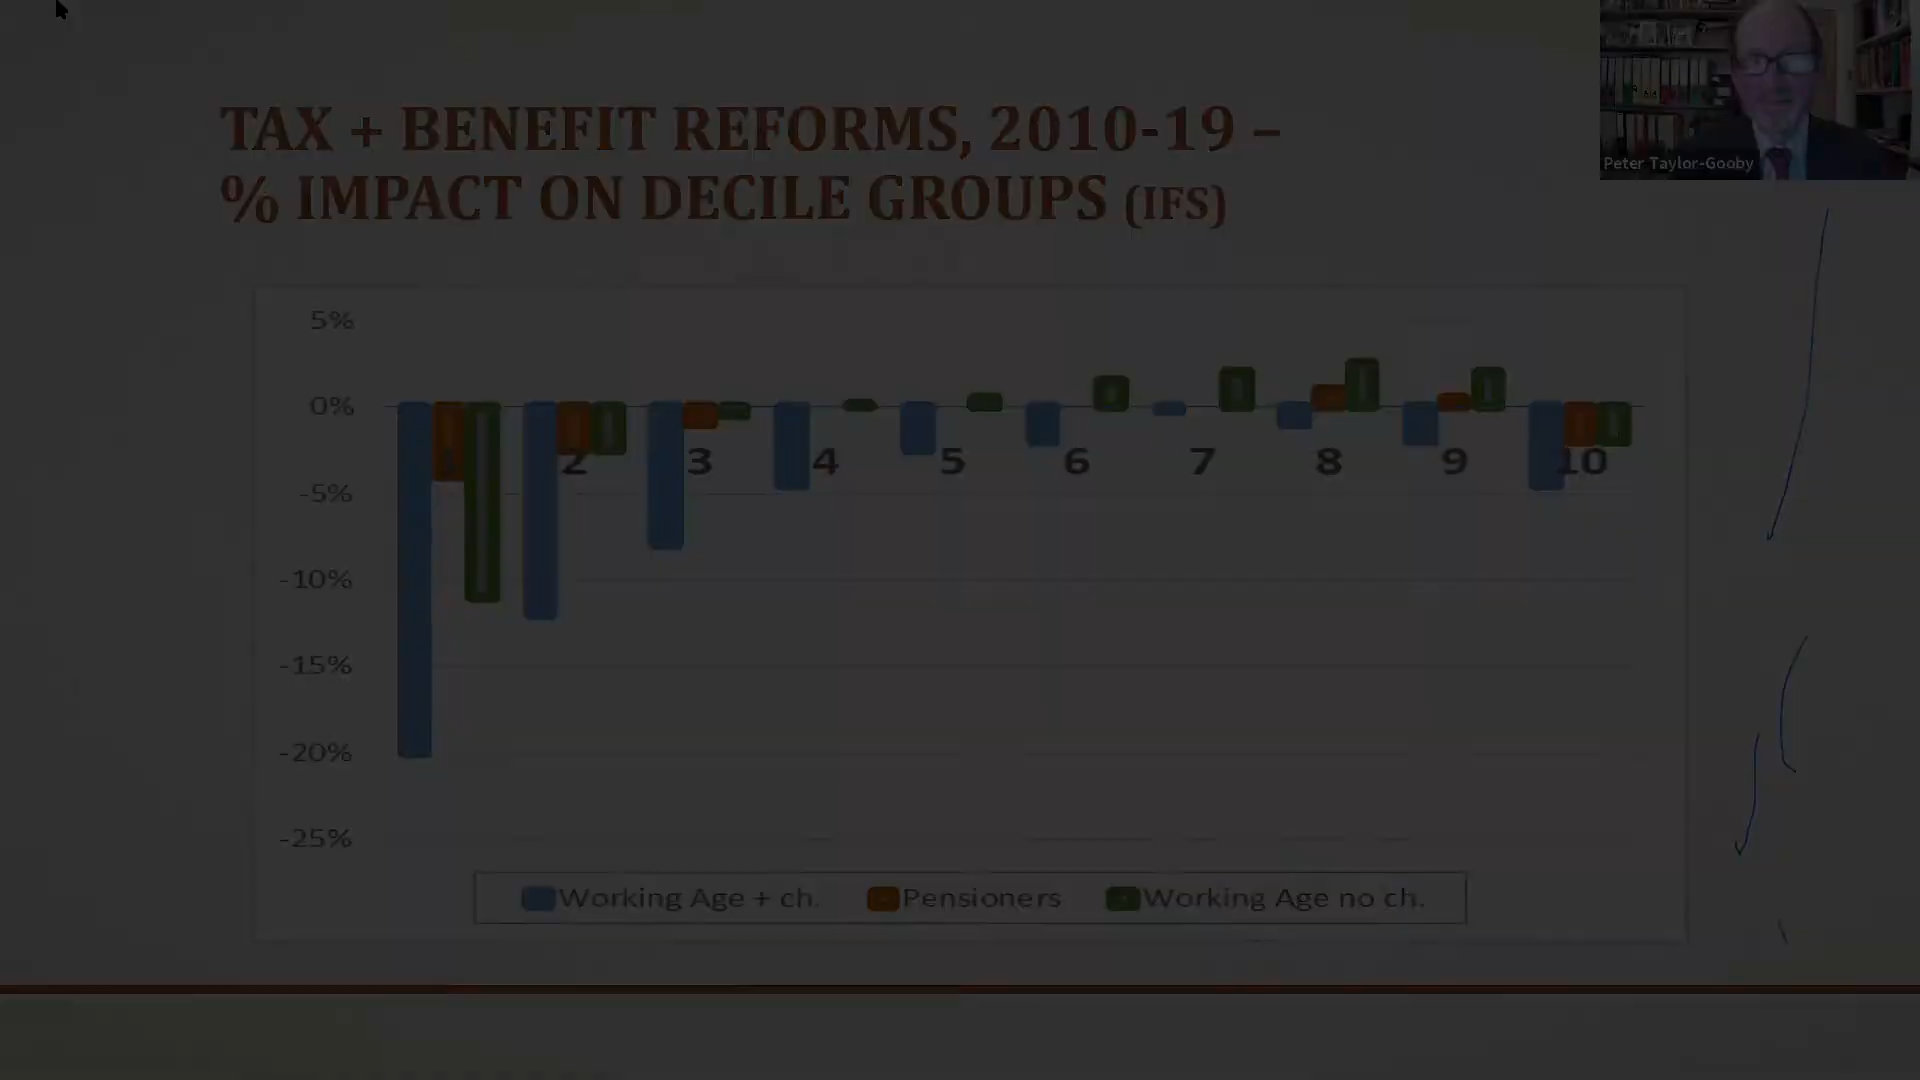 TAX + BENEFIT REFORMS, 2010-19 –
% IMPACT ON DECILE GROUPS (IFS)
Peter Taylor-Gooby
5%
0%
-5%
-10%
-15%
-20%
-25%
1 2 3 4 5 6 7 8 9 10
Working Age + ch. Pensioners Working Age no ch.